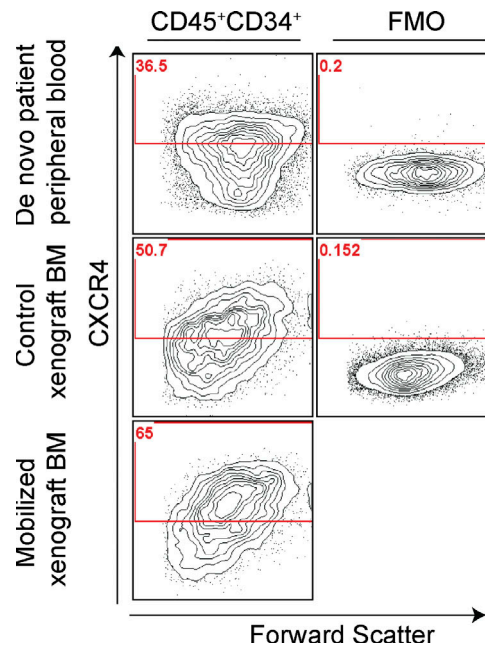 CD45⁺CD34⁺ FMO
De novo patient
peripheral blood
36.5 0.2
Control
xenograft BM
CXCR4
50.7 0.152
Mobilized
xenograft BM
65
Forward Scatter